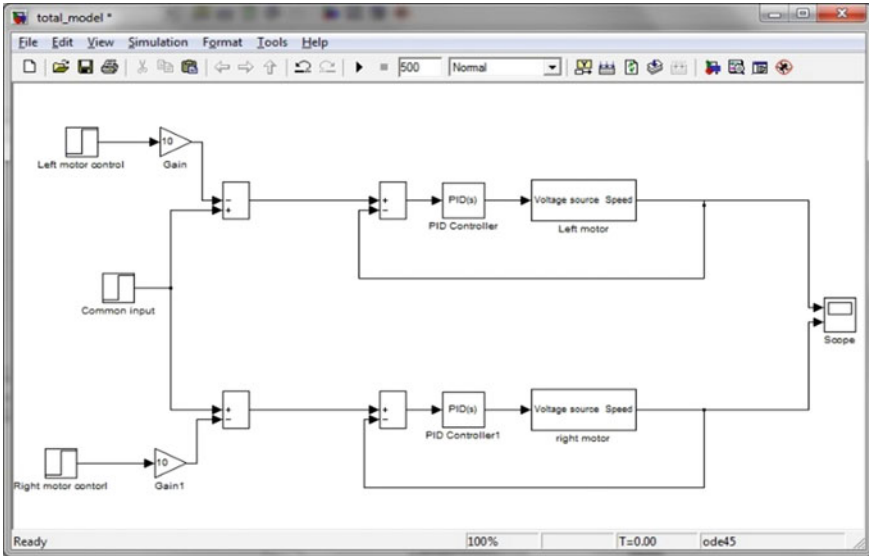 total_model *
File Edit View Simulation Format Tools Help
500 Normal
Left motor control
10
Gain
−
+
+
−
PID(s)
PID Controller
Voltage source Speed
Left motor
Common input
Scope
+
−
+
−
PID(s)
PID Controller1
Voltage source Speed
right motor
Right motor contorl
10
Gain1
Ready 100% T=0.00 ode45